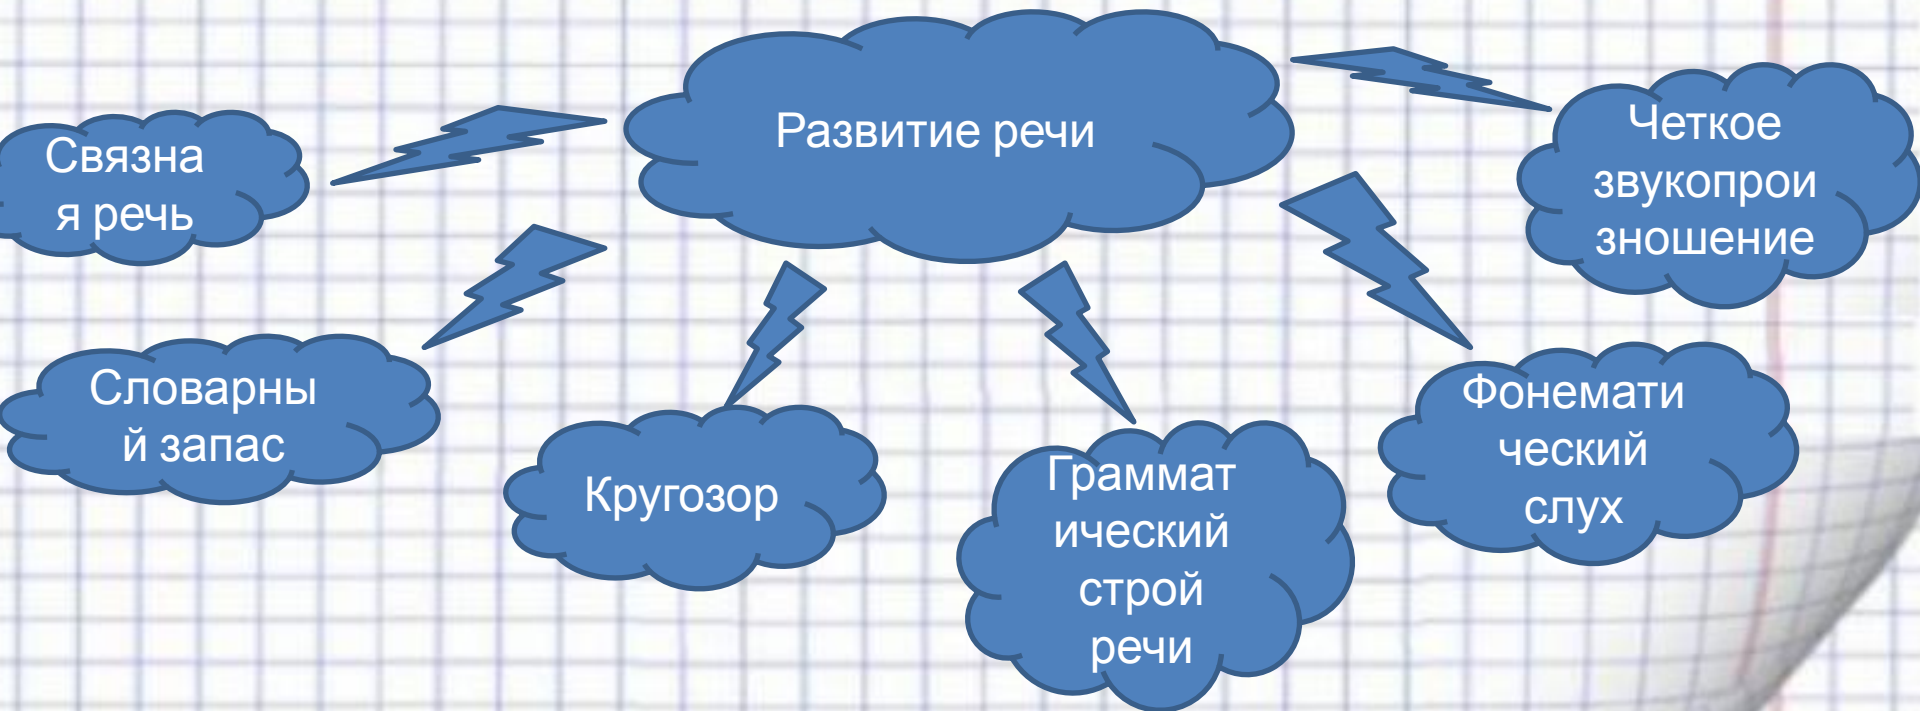 Развитие речи
Связна
я речь
Словарны
й запас
Кругозор
Граммат
ический
строй
речи
Фонемати
ческий
слух
Четкое
звукопрои
зношение